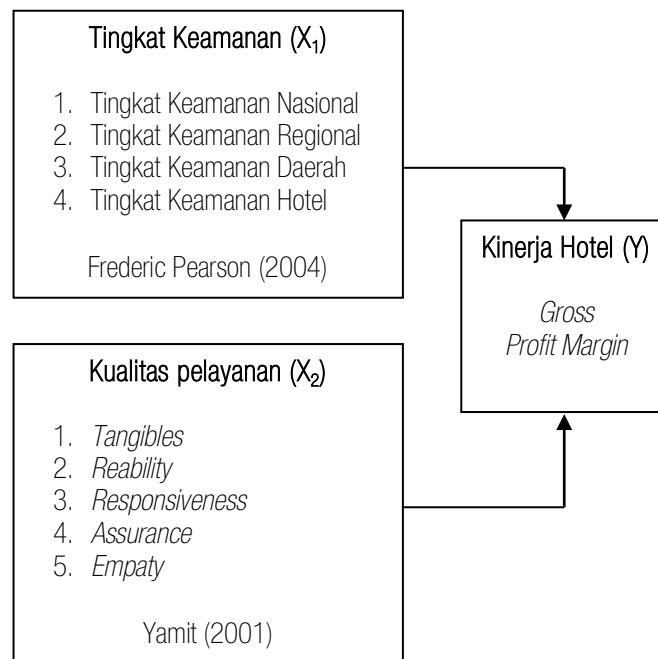 Tingkat Keamanan (X₁)
1. Tingkat Keamanan Nasional
2. Tingkat Keamanan Regional
3. Tingkat Keamanan Daerah
4. Tingkat Keamanan Hotel
Frederic Pearson (2004)
Kinerja Hotel (Y)
Gross
Profit Margin
Kualitas pelayanan (X₂)
1. Tangibles
2. Reability
3. Responsiveness
4. Assurance
5. Empaty
Yamit (2001)